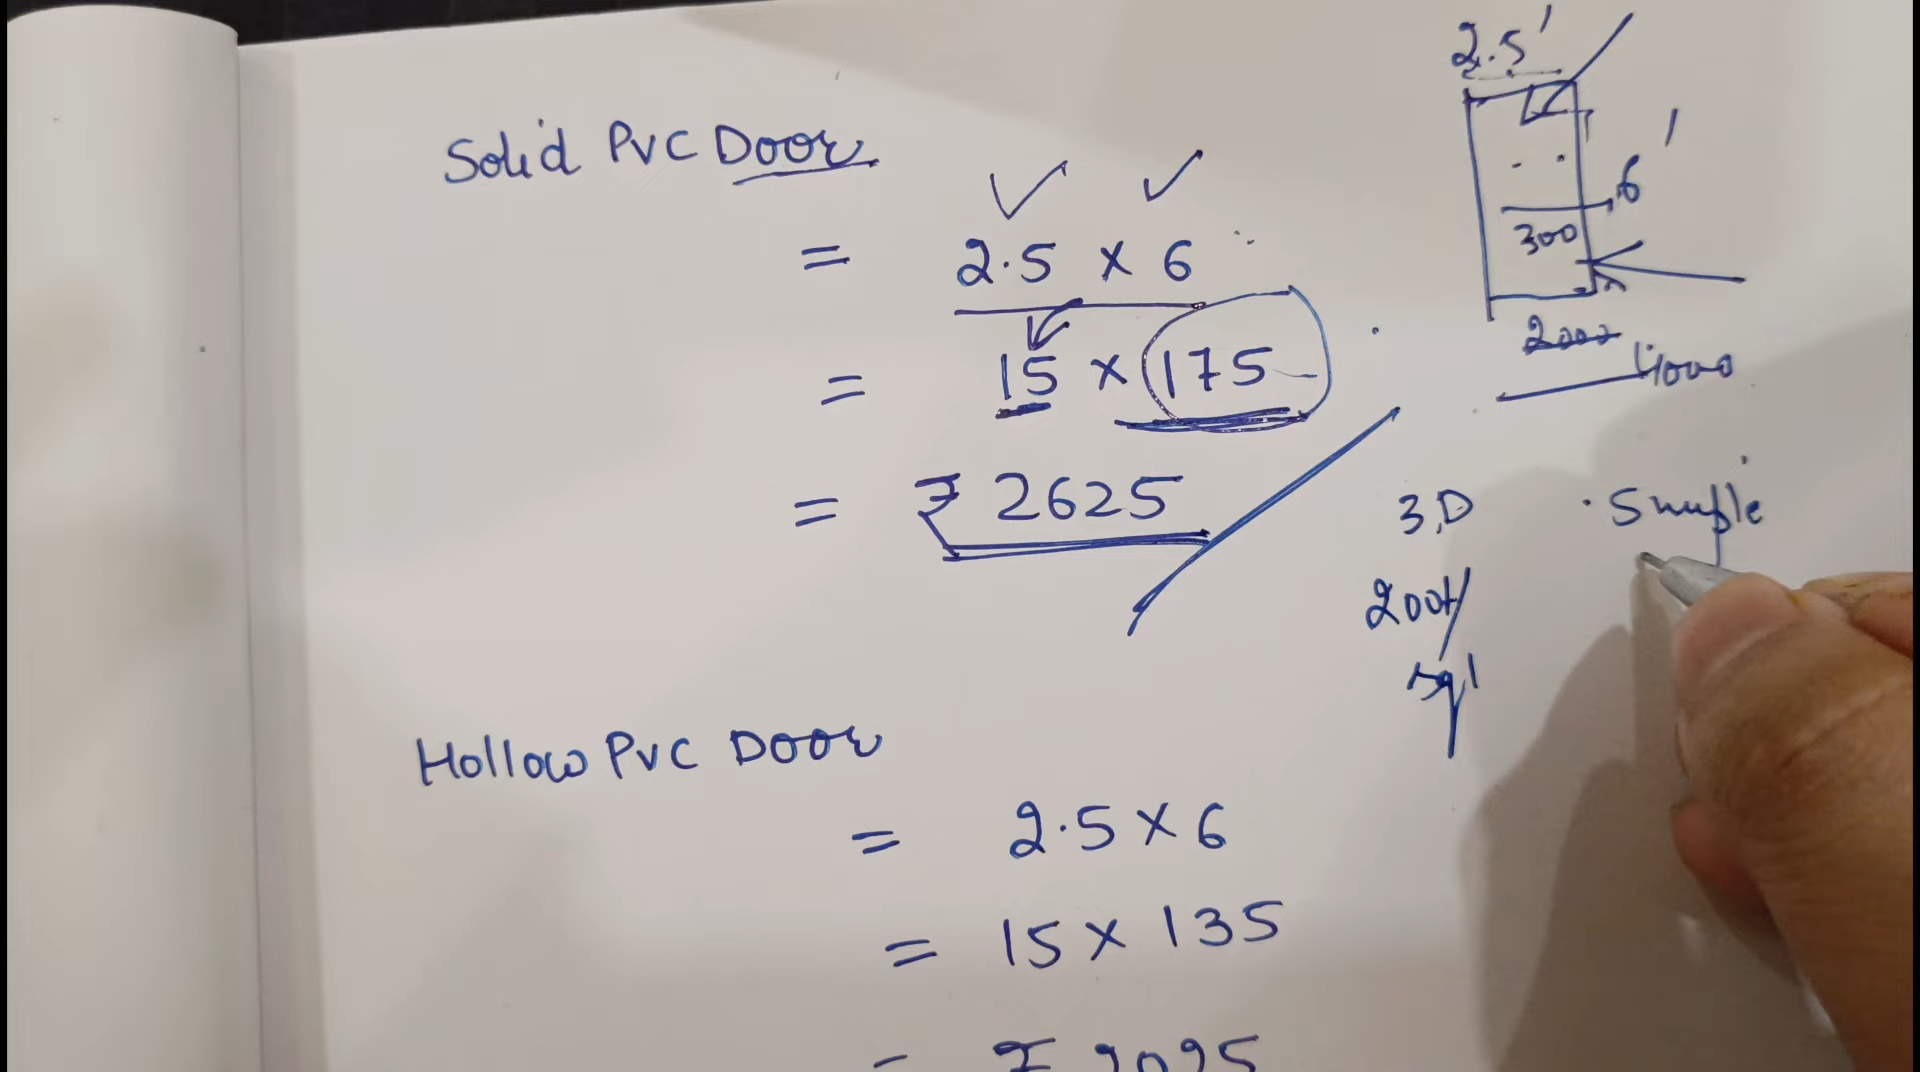 Solid PVC Door
= 2.5 x 6
= 15 x 175
= ₹ 2625
Hollow PVC Door
= 2.5 x 6
= 15 x 135
= ₹ 2025
2.5'
6'
300
2000
4000
3D
200